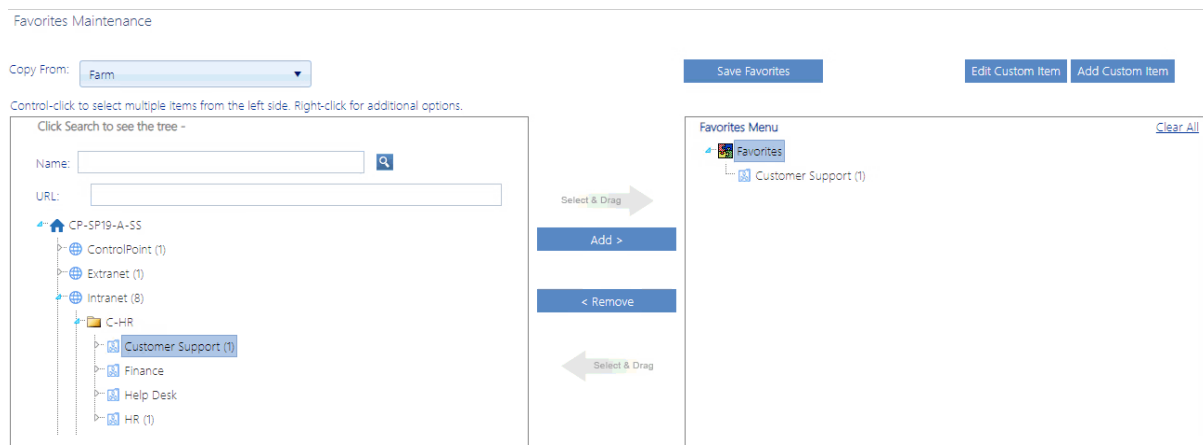 Favorites Maintenance
Copy From: Farm
Save Favorites
Edit Custom Item
Add Custom Item
Control-click to select multiple items from the left side. Right-click for additional options.
Click Search to see the tree -
Name:
URL:
CP-SP19-A-SS
ControlPoint (1)
Extranet (1)
Intranet (8)
C-HR
Customer Support (1)
Finance
Help Desk
HR (1)
Select & Drag
Add >
< Remove
Select & Drag
Favorites Menu
Clear All
Favorites
Customer Support (1)